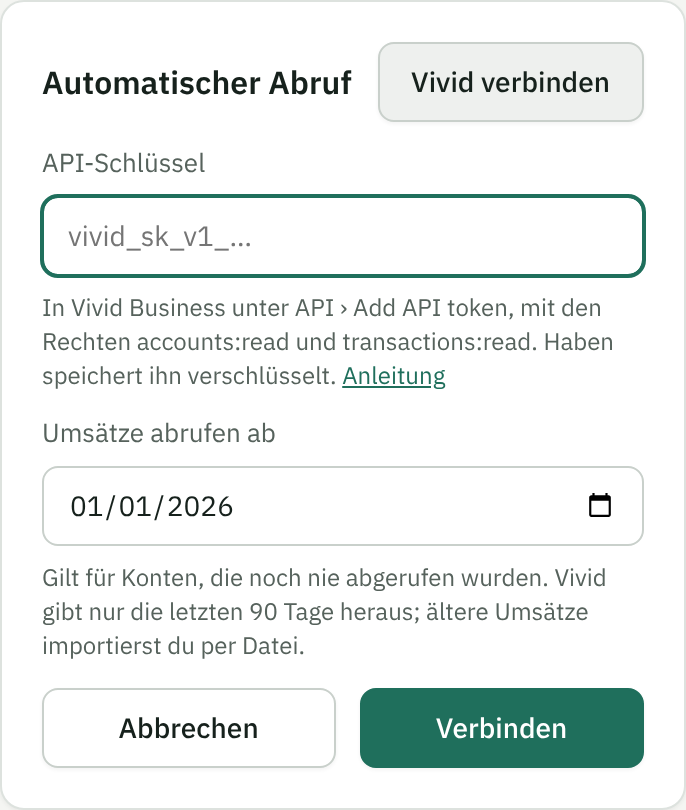 Automatischer Abruf
Vivid verbinden
API-Schlüssel
vivid_sk_v1_...
In Vivid Business unter API › Add API token, mit den
Rechten accounts:read und transactions:read. Haben
speichert ihn verschlüsselt. Anleitung
Umsätze abrufen ab
01/01/2026
Gilt für Konten, die noch nie abgerufen wurden. Vivid
gibt nur die letzten 90 Tage heraus; ältere Umsätze
importierst du per Datei.
Abbrechen
Verbinden